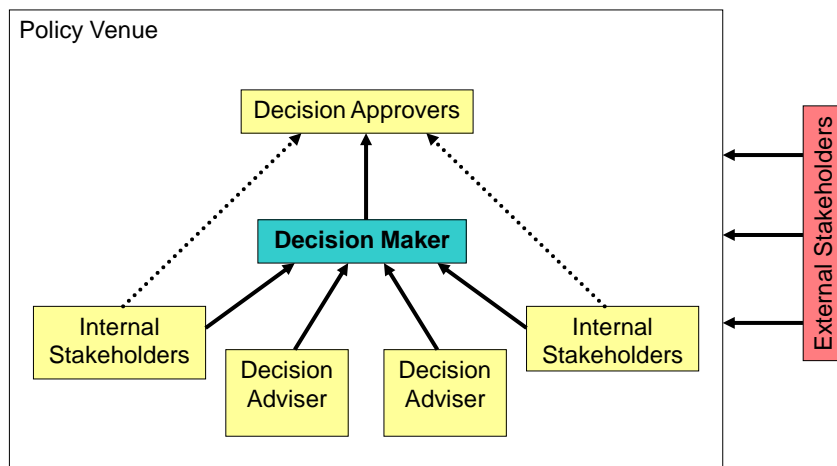 Policy Venue
Decision Approvers
Decision Maker
Internal
Stakeholders
Decision
Adviser
Decision
Adviser
Internal
Stakeholders
External Stakeholders